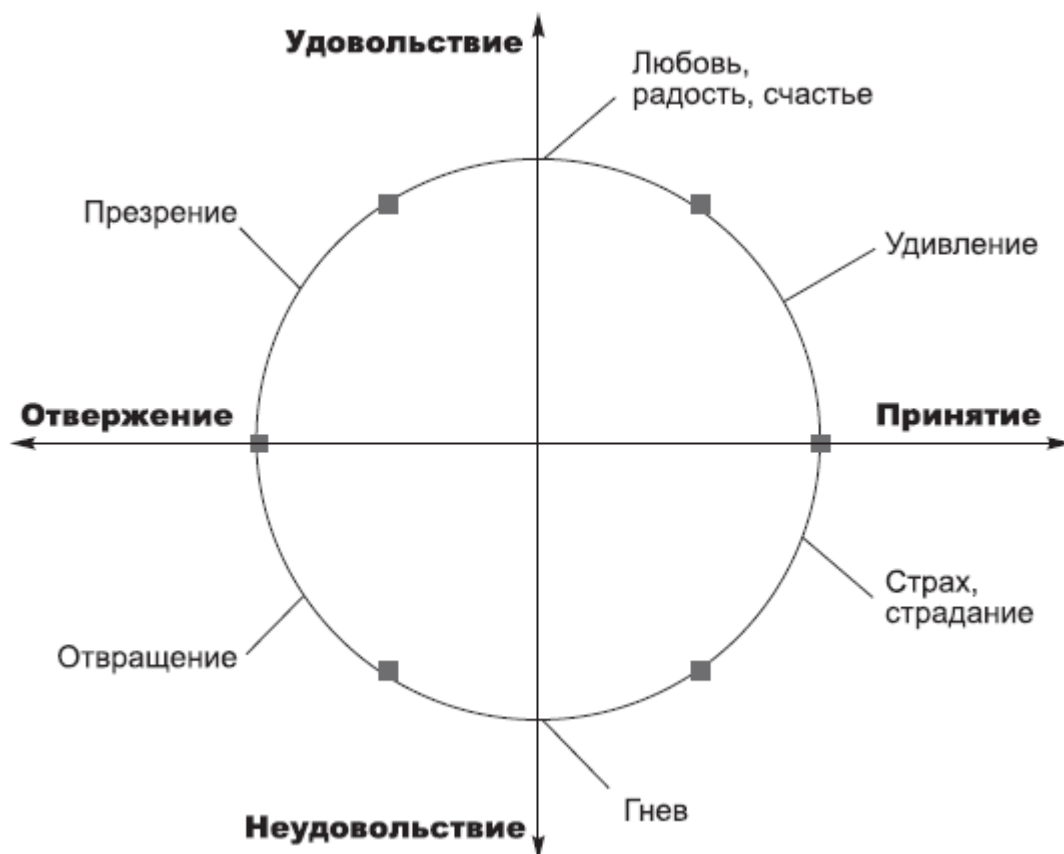 Удовольствие
Любовь,
радость, счастье
Презрение
Удивление
Отвержение
Принятие
Страх,
страдание
Отвращение
Гнев
Неудовольствие